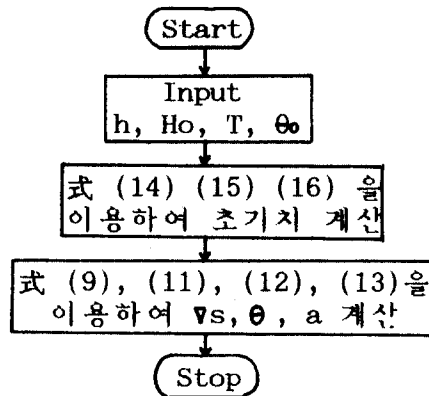 Start
Input
h, Ho, T, θo
式 (14) (15) (16) 을
이용하여 초기치 계산
式 (9), (11), (12), (13)을
이용하여 ∇s, θ, a 계산
Stop